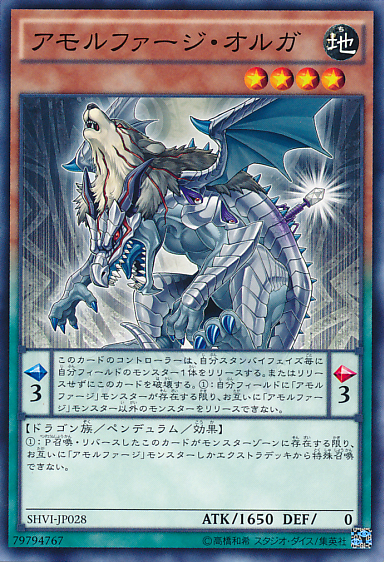 アモルファージ・オルガ
地
このカードのコントローラーは、自分スタンバイフェイズ毎に
自分フィールドのモンスター1体をリリースする。またはリリー
スせずにこのカードを破壊する。①:自分フィールドに「アモル
ファージ」モンスターが存在する限り、お互いに「アモルファージ」
モンスター以外のモンスターをリリースできない。
3
3
【ドラゴン族/ペンデュラム/効果】
①:P召喚・リバースしたこのカードがモンスターゾーンに存在する限り、
お互いに「アモルファージ」モンスターしかエクストラデッキから特殊召喚
できない。
SHVI-JP028
ATK/1650 DEF/ 0
79794767
©高橋和希 スタジオ・ダイス/集英社